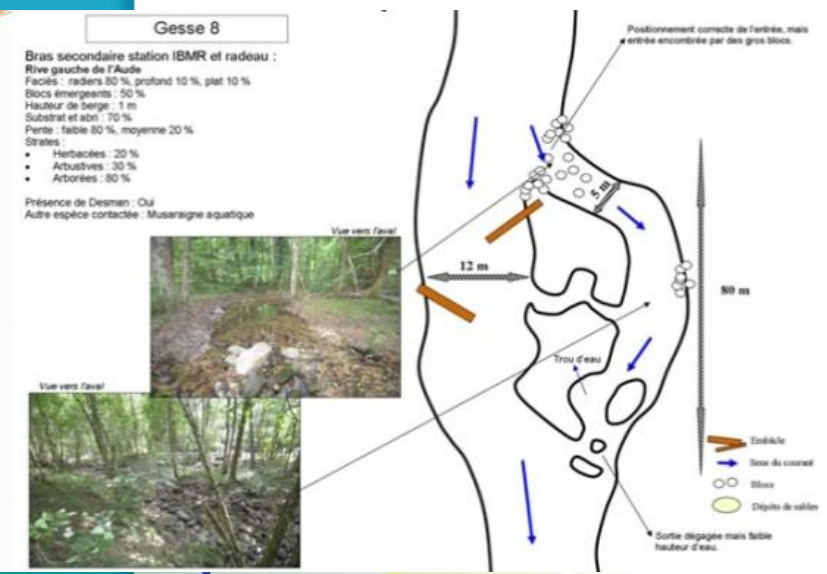 Gesse 8
Bras secondaire station IBMR et radeau :
Rive gauche de l'Aude
Faciès : radiers 80 %, profond 10 %, plat 10 %
Blocs émergeants : 50 %
Hauteur de berge : 1 m
Substrat et abri : 70 %
Pente : faible 80 %, moyenne 20 %
Strates :
• Herbacées : 20 %
• Arbustives : 30 %
• Arborées : 80 %
Présence de Desman : Oui
Autre espèce contactée : Musaraigne aquatique
Vue vers l'aval
Vue vers l'aval
Positionnement correcte de l'entrée, mais
entrée encombrée par des gros blocs.
5 m
12 m
80 m
Trou d'eau
Embâcle
Sens du courant
Blocs
Dépôts de sables
Sortie dégagée mais faible
hauteur d'eau.